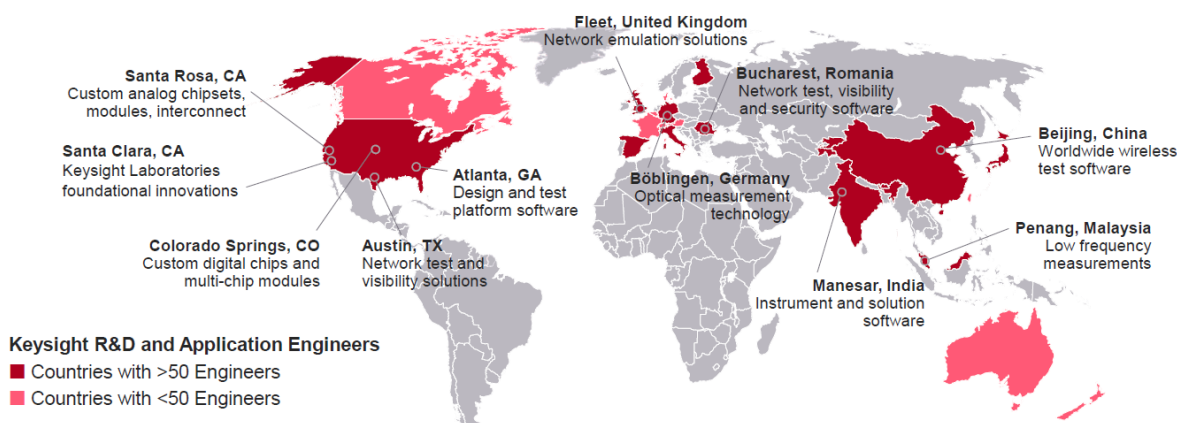 Fleet, United Kingdom
Network emulation solutions
Santa Rosa, CA
Custom analog chipsets,
modules, interconnect
Bucharest, Romania
Network test, visibility
and security software
Beijing, China
Worldwide wireless
test software
Santa Clara, CA
Keysight Laboratories
foundational innovations
Atlanta, GA
Design and test
platform software
Böblingen, Germany
Optical measurement
technology
Penang, Malaysia
Low frequency
measurements
Colorado Springs, CO
Custom digital chips and
multi-chip modules
Austin, TX
Network test and
visibility solutions
Manesar, India
Instrument and solution
software
Keysight R&D and Application Engineers
Countries with >50 Engineers
Countries with <50 Engineers